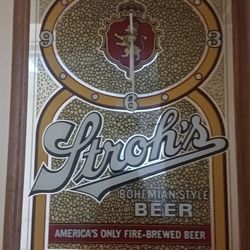 9 3
6
Stroh's
BOHEMIAN STYLE
BEER
AMERICA'S ONLY FIRE-BREWED BEER